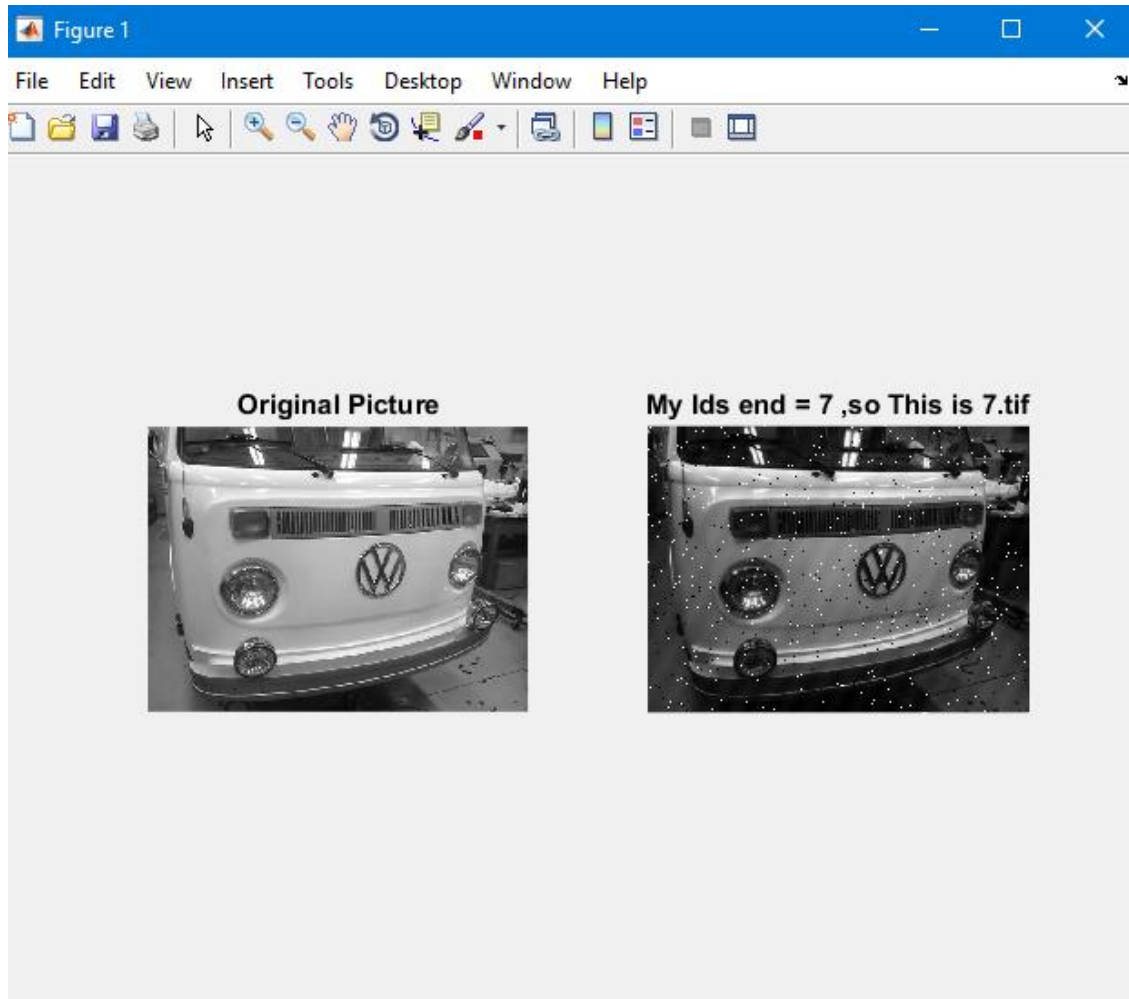 Figure 1
File Edit View Insert Tools Desktop Window Help
Original Picture
My Ids end = 7 ,so This is 7.tif